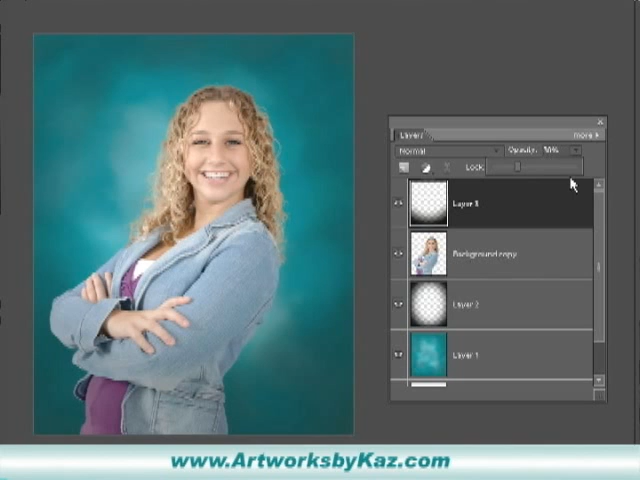 Layers
more
Normal
Opacity:
Lock:
Layer 3
Background copy
Layer 2
Layer 1
www.ArtworksbyKaz.com